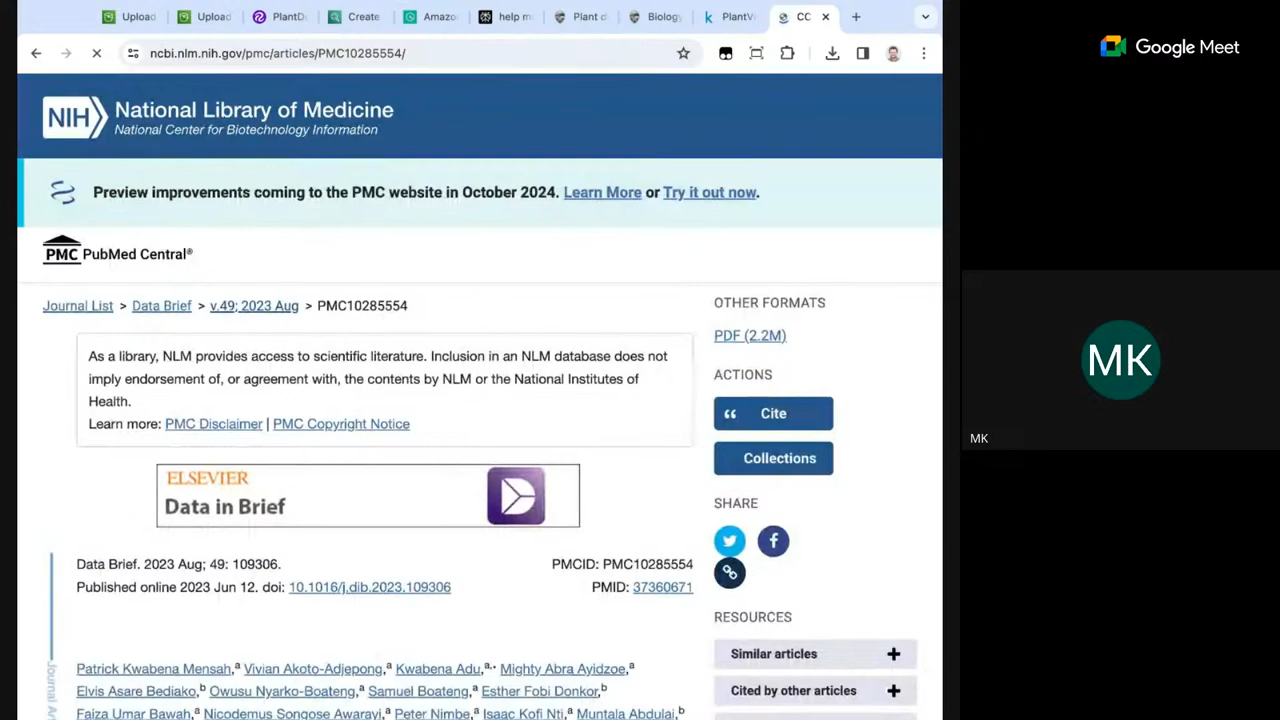 Upload
Upload
PlantD
Create
Amazo
help m
Plant d
Biology
PlantVi
CC
ncbi.nlm.nih.gov/pmc/articles/PMC10285554/
Google Meet
NIH
National Library of Medicine
National Center for Biotechnology Information
Preview improvements coming to the PMC website in October 2024. Learn More or Try it out now.
PMC PubMed Central®
Journal List > Data Brief > v.49; 2023 Aug > PMC10285554
As a library, NLM provides access to scientific literature. Inclusion in an NLM database does not
imply endorsement of, or agreement with, the contents by NLM or the National Institutes of
Health.
Learn more: PMC Disclaimer | PMC Copyright Notice
ELSEVIER
Data in Brief
Data Brief. 2023 Aug; 49: 109306.
PMCID: PMC10285554
Published online 2023 Jun 12. doi: 10.1016/j.dib.2023.109306
PMID: 37360671
Patrick Kwabena Mensah,a Vivian Akoto-Adjepong,a Kwabena Adu,a,* Mighty Abra Ayidzoe,a
Elvis Asare Bediako,b Owusu Nyarko-Boateng,a Samuel Boateng,a Esther Fobi Donkor,b
Faiza Umar Bawah,a Nicodemus Songose Awarayi,a Peter Nimbe,a Isaac Kofi Nti,a Muntala Abdulai,b
Journal Ar
OTHER FORMATS
PDF (2.2M)
ACTIONS
Cite
Collections
SHARE
RESOURCES
Similar articles
Cited by other articles
MK
MK